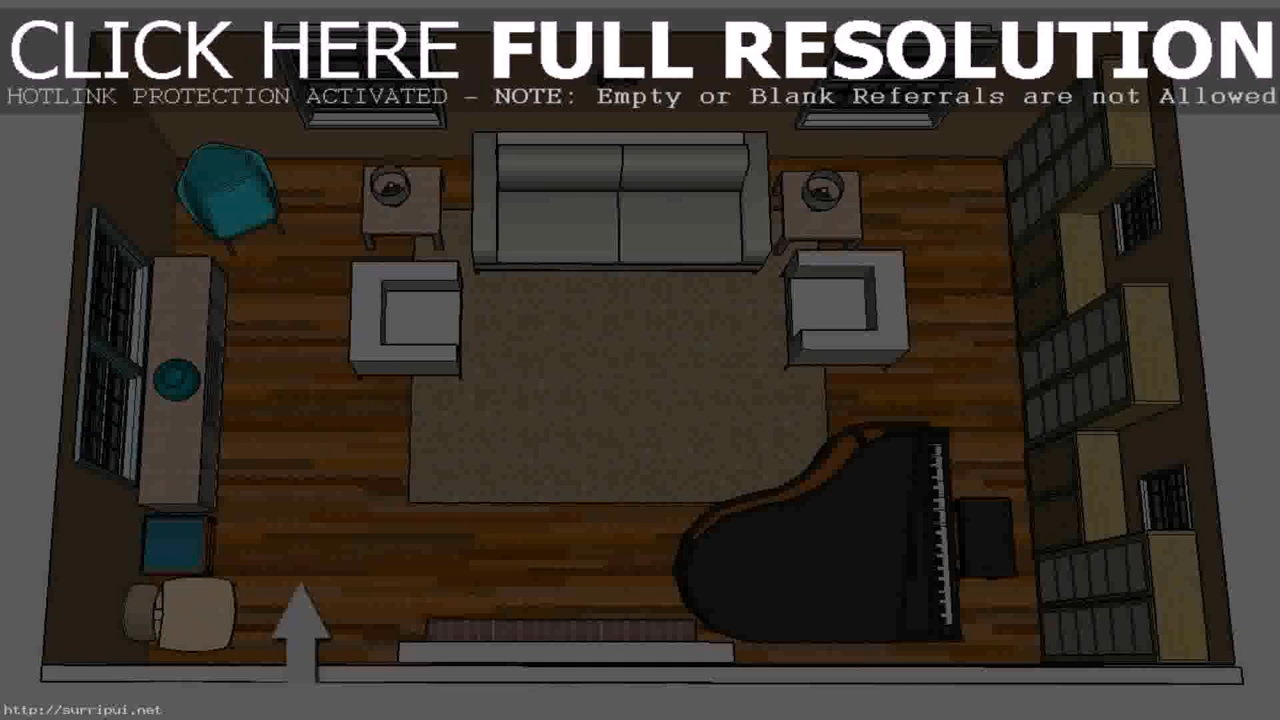 CLICK HERE FULL RESOLUTION
HOTLINK PROTECTION ACTIVATED - NOTE: Empty or Blank Referrals are not Allowed
http://surripui.net